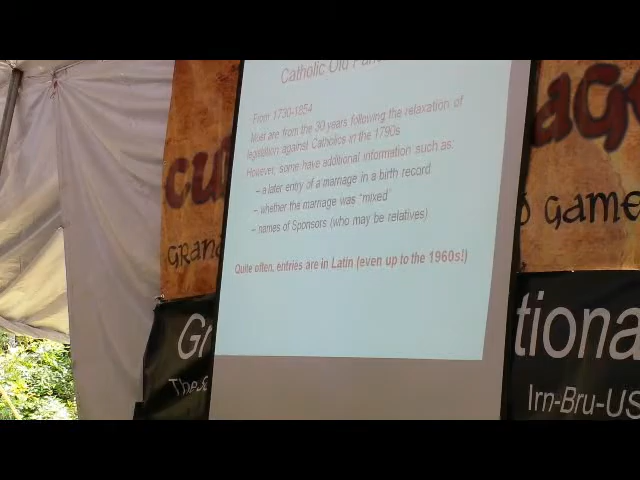 Catholic Old
From 1730-1854
Most are from the 30 years following the relaxation of
legislation against Catholics in the 1790s
However, some have additional information such as:
– a later entry of a marriage in a birth record
– whether the marriage was "mixed"
– names of Sponsors (who may be relatives)
Quite often, entries are in Latin (even up to the 1960s!)
cu
age
Gran
Game
Gr
tiona
The
Irn-Bru-US